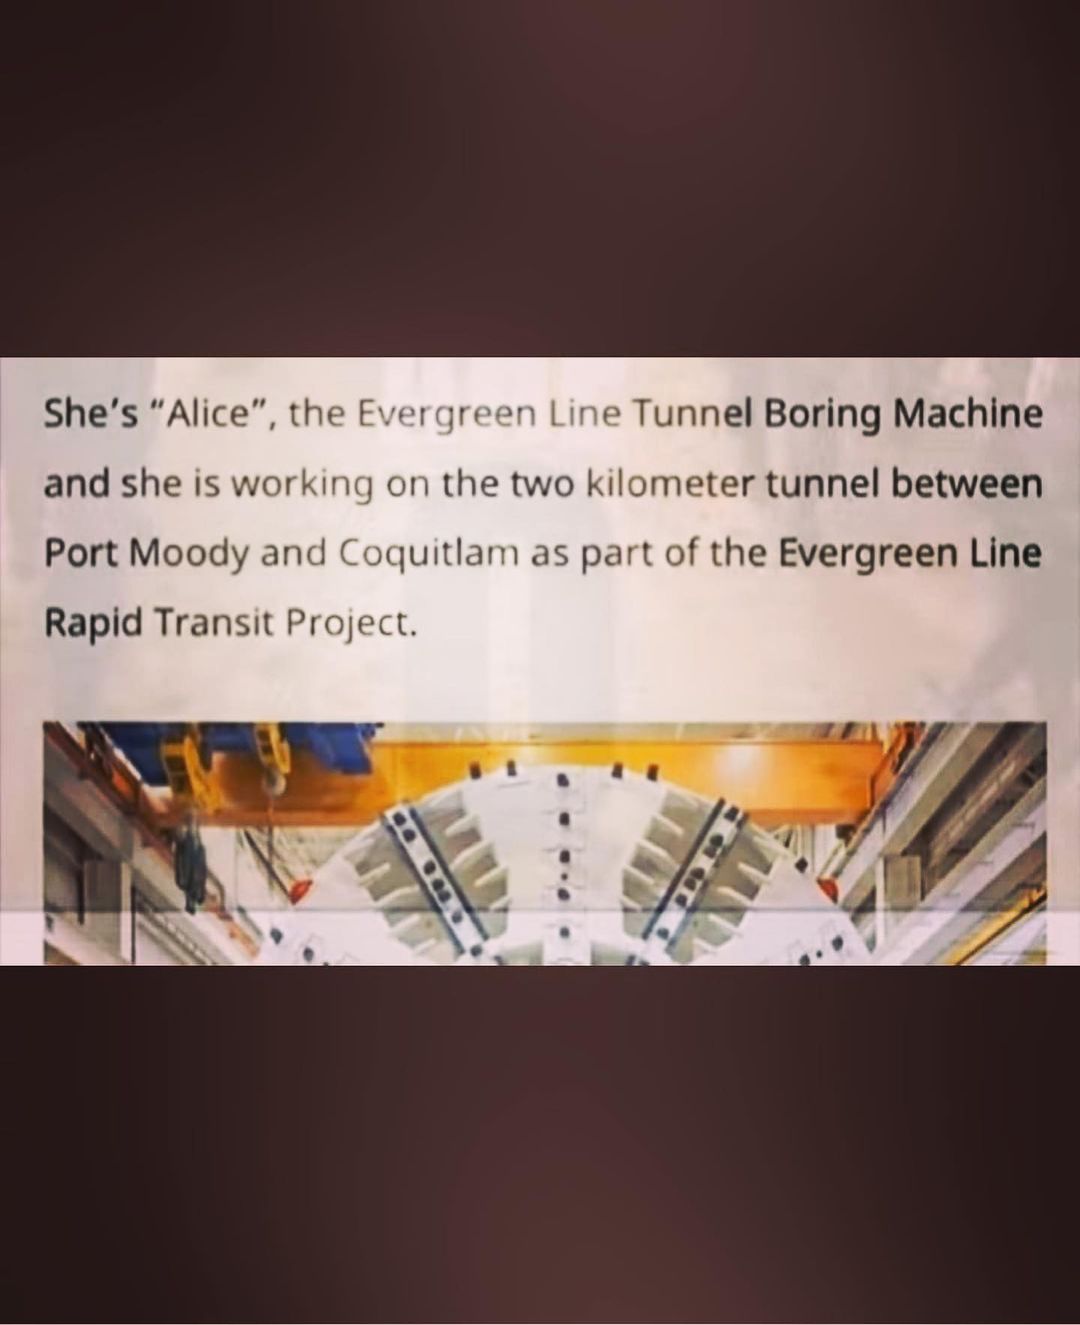 She’s “Alice”, the Evergreen Line Tunnel Boring Machine
and she is working on the two kilometer tunnel between
Port Moody and Coquitlam as part of the Evergreen Line
Rapid Transit Project.